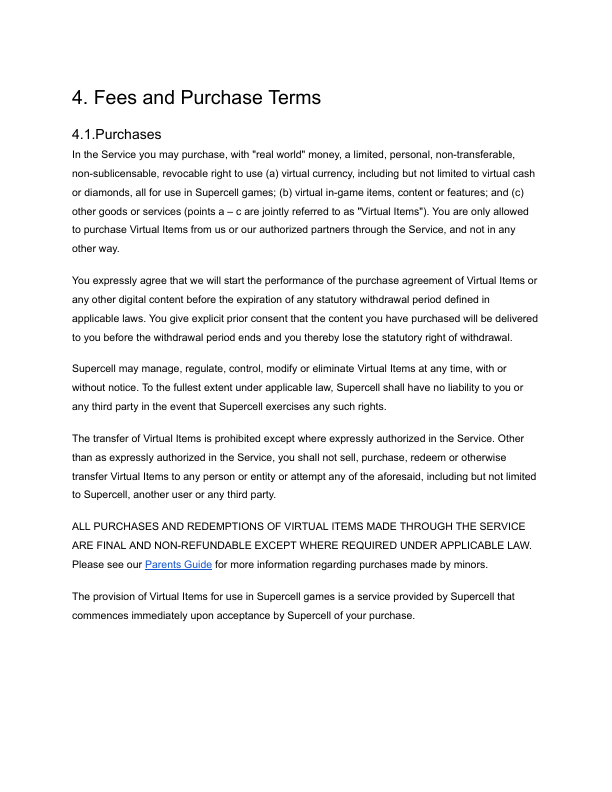 4. Fees and Purchase Terms
4.1.Purchases
In the Service you may purchase, with "real world" money, a limited, personal, non-transferable,
non-sublicensable, revocable right to use (a) virtual currency, including but not limited to virtual cash
or diamonds, all for use in Supercell games; (b) virtual in-game items, content or features; and (c)
other goods or services (points a – c are jointly referred to as "Virtual Items"). You are only allowed
to purchase Virtual Items from us or our authorized partners through the Service, and not in any
other way.
You expressly agree that we will start the performance of the purchase agreement of Virtual Items or
any other digital content before the expiration of any statutory withdrawal period defined in
applicable laws. You give explicit prior consent that the content you have purchased will be delivered
to you before the withdrawal period ends and you thereby lose the statutory right of withdrawal.
Supercell may manage, regulate, control, modify or eliminate Virtual Items at any time, with or
without notice. To the fullest extent under applicable law, Supercell shall have no liability to you or
any third party in the event that Supercell exercises any such rights.
The transfer of Virtual Items is prohibited except where expressly authorized in the Service. Other
than as expressly authorized in the Service, you shall not sell, purchase, redeem or otherwise
transfer Virtual Items to any person or entity or attempt any of the aforesaid, including but not limited
to Supercell, another user or any third party.
ALL PURCHASES AND REDEMPTIONS OF VIRTUAL ITEMS MADE THROUGH THE SERVICE
ARE FINAL AND NON-REFUNDABLE EXCEPT WHERE REQUIRED UNDER APPLICABLE LAW.
Please see our Parents Guide for more information regarding purchases made by minors.
The provision of Virtual Items for use in Supercell games is a service provided by Supercell that
commences immediately upon acceptance by Supercell of your purchase.